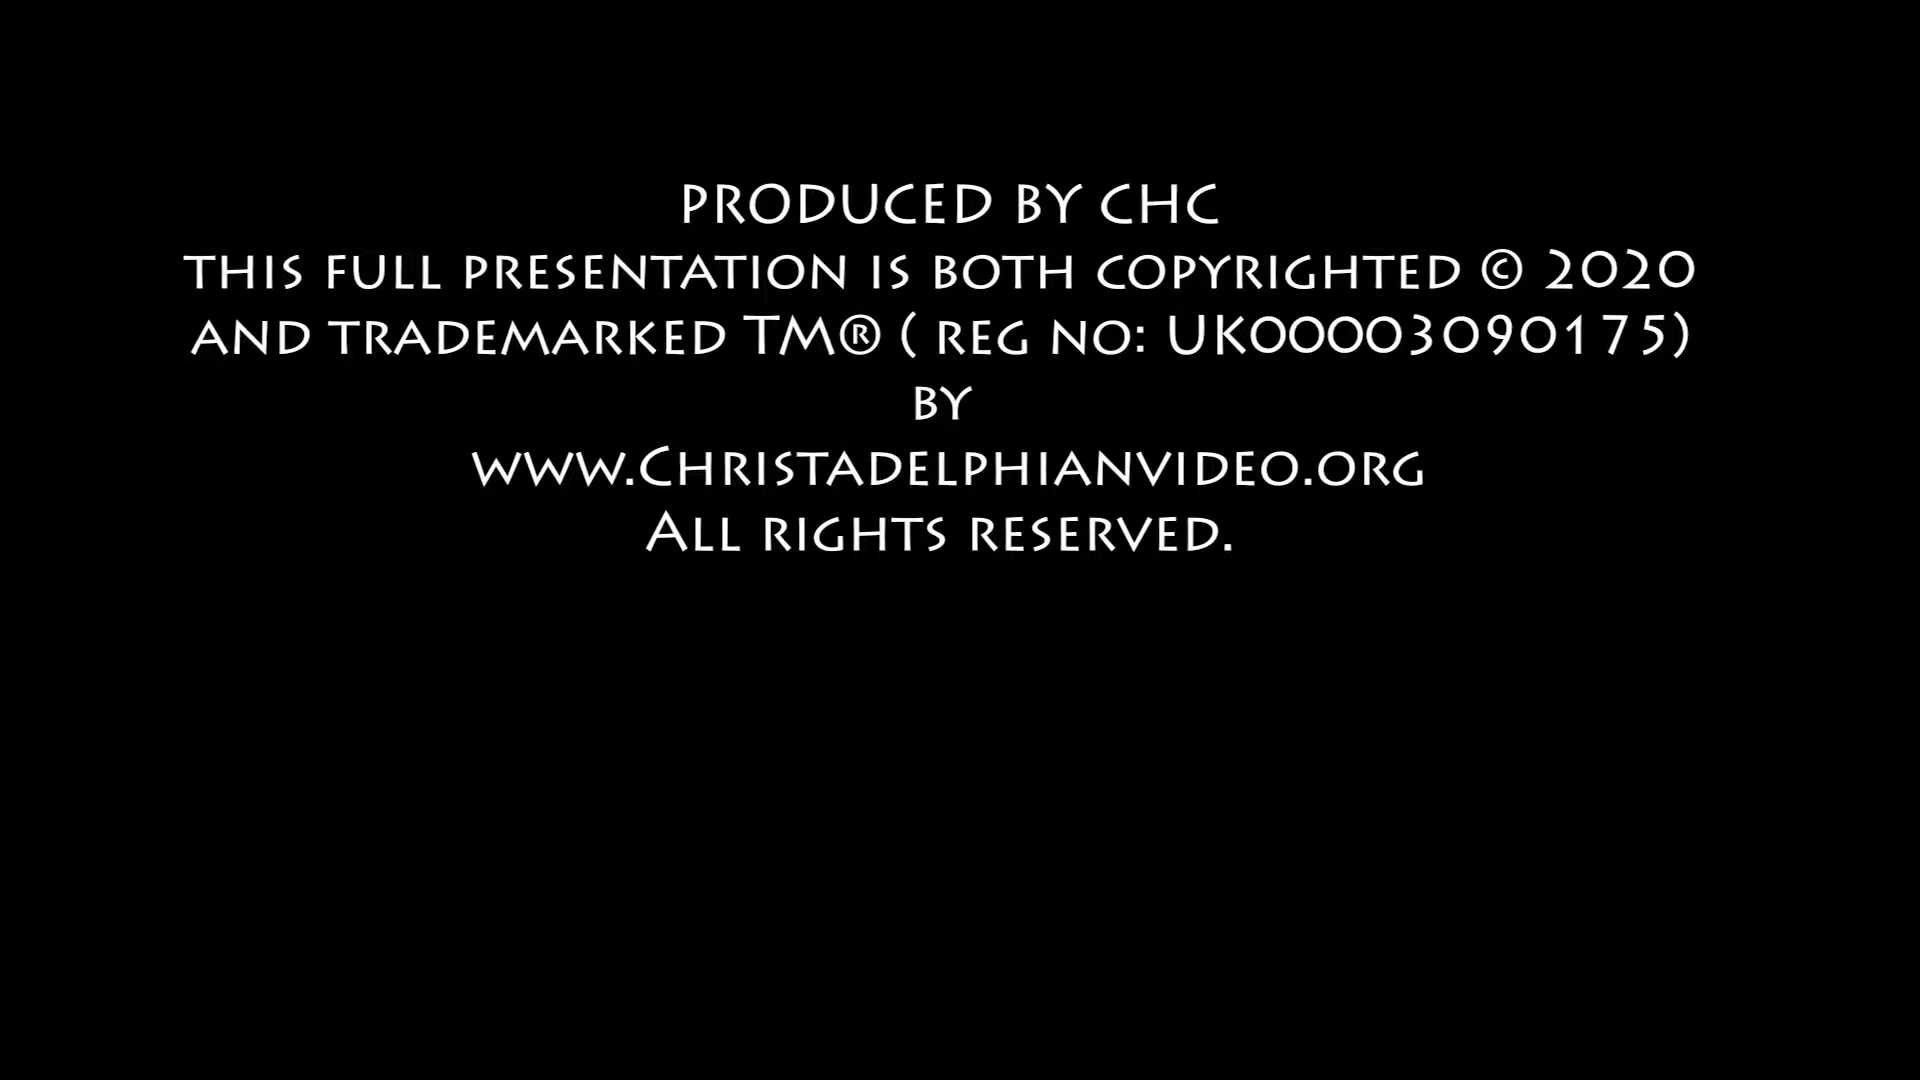 PRODUCED BY CHC
THIS FULL PRESENTATION IS BOTH COPYRIGHTED © 2020
AND TRADEMARKED TM® ( REG NO: UK00003090175)
BY
WWW.CHRISTADELPHIANVIDEO.ORG
ALL RIGHTS RESERVED.